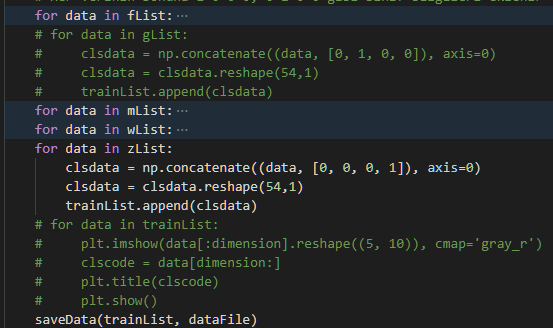 for data in fList:···
# for data in gList:
#     clsdata = np.concatenate((data, [0, 1, 0, 0]), axis=0)
#     clsdata = clsdata.reshape(54,1)
#     trainList.append(clsdata)
for data in mList:···
for data in wList:···
for data in zList:
    clsdata = np.concatenate((data, [0, 0, 0, 1]), axis=0)
    clsdata = clsdata.reshape(54,1)
    trainList.append(clsdata)
# for data in trainList:
#     plt.imshow(data[:dimension].reshape((5, 10)), cmap='gray_r')
#     clscode = data[dimension:]
#     plt.title(clscode)
#     plt.show()
saveData(trainList, dataFile)